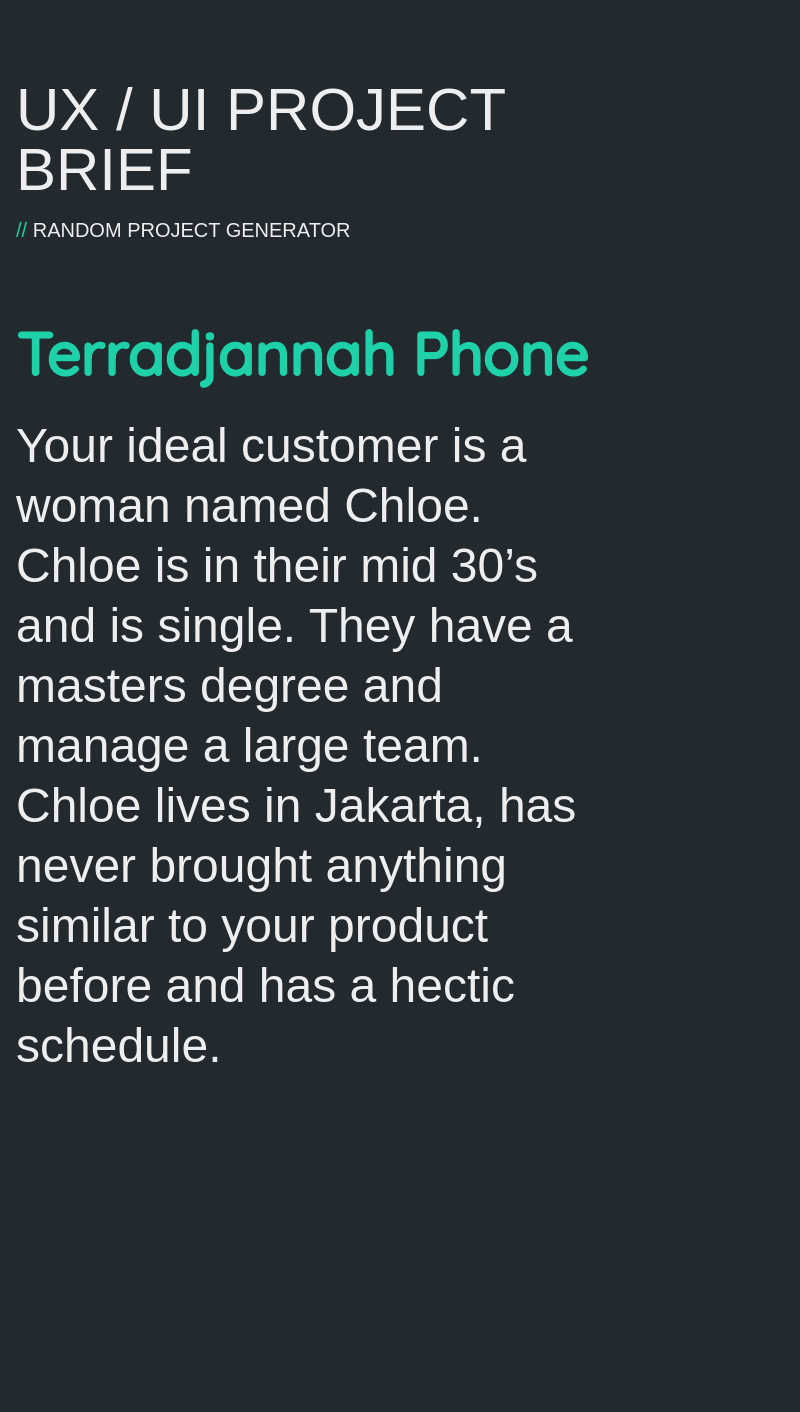 UX / UI PROJECT
BRIEF
// RANDOM PROJECT GENERATOR
Terradjannah Phone
Your ideal customer is a
woman named Chloe.
Chloe is in their mid 30’s
and is single. They have a
masters degree and
manage a large team.
Chloe lives in Jakarta, has
never brought anything
similar to your product
before and has a hectic
schedule.